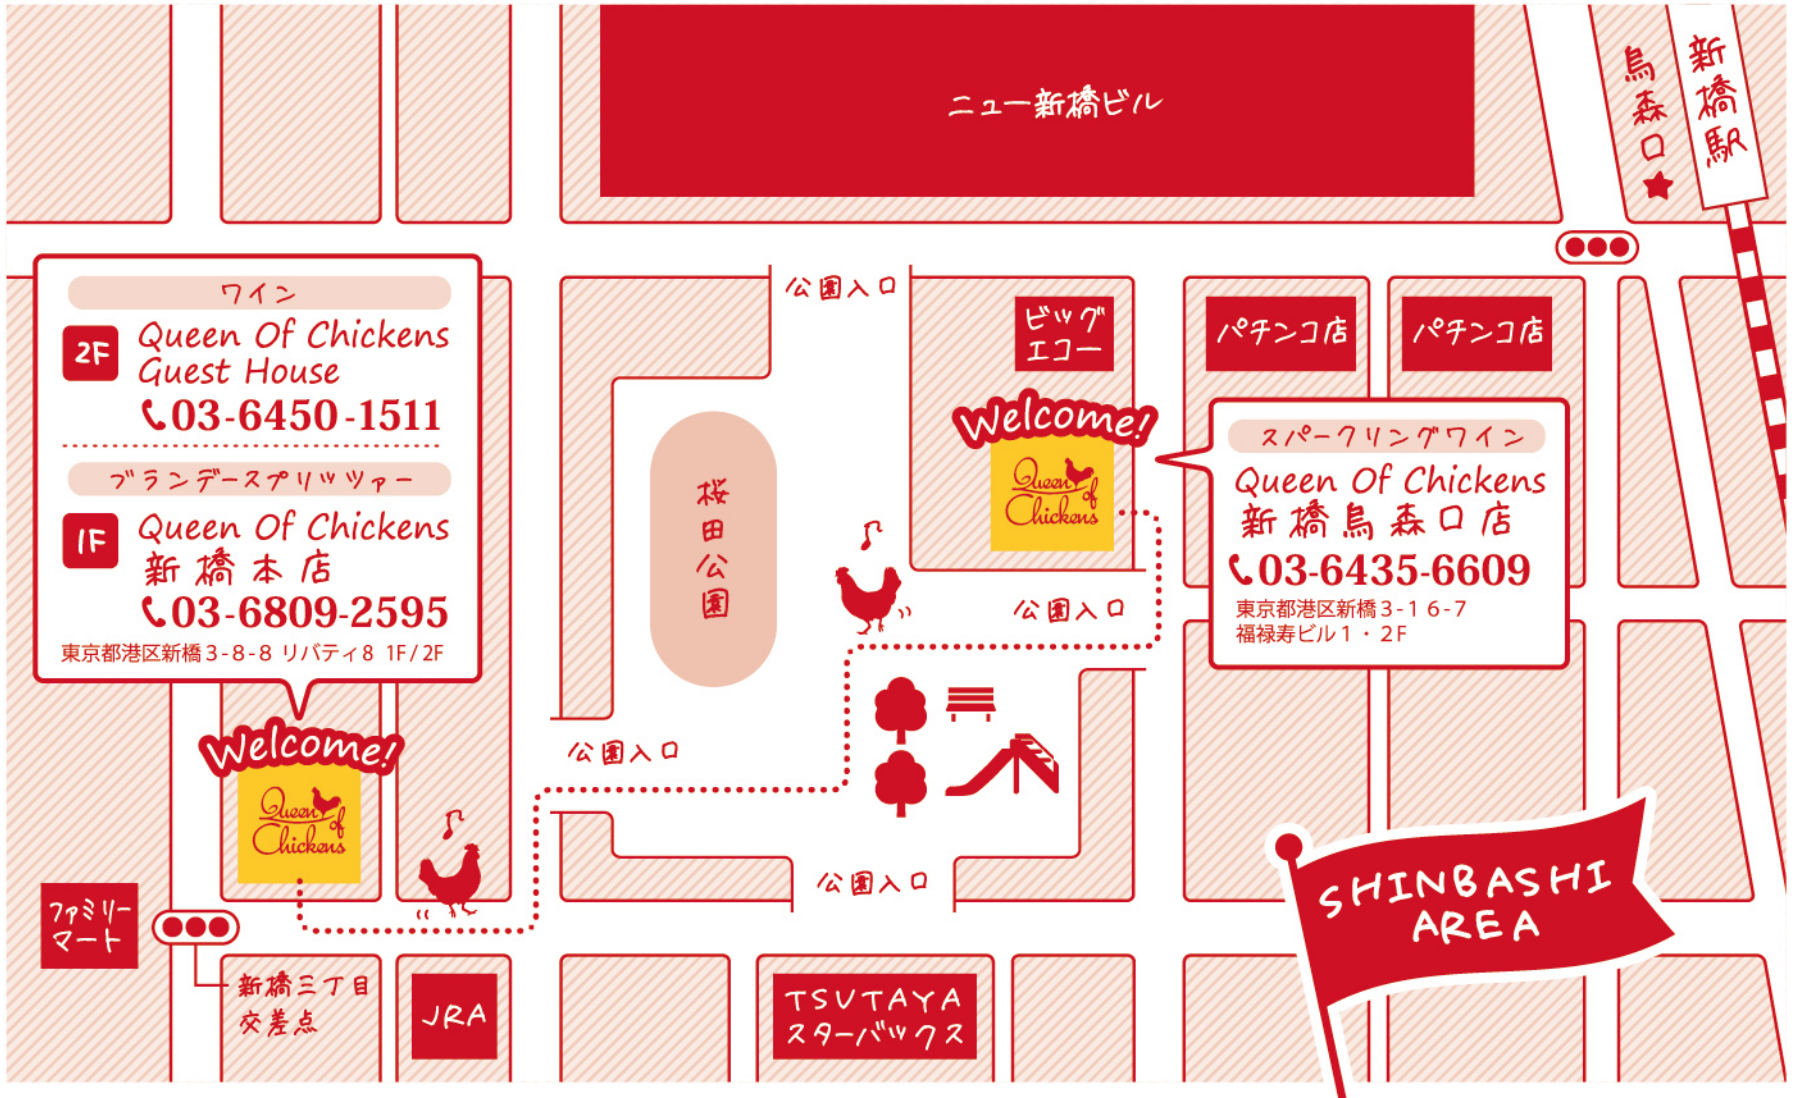 ニュー新橋ビル
烏森口
新橋駅
ワイン
2F
Queen Of Chickens
Guest House
03-6450-1511
ブランデースプリッツァー
1F
Queen Of Chickens
新橋本店
03-6809-2595
東京都港区新橋3-8-8 リバティ8 1F/2F
Welcome!
Queen of
Chickens
ファミリー
マート
新橋三丁目
交差点
JRA
公園入口
桜田公園
公園入口
公園入口
公園入口
ビッグ
エコー
パチンコ店
パチンコ店
Welcome!
Queen of
Chickens
スパークリングワイン
Queen Of Chickens
新橋烏森口店
03-6435-6609
東京都港区新橋3-16-7
福禄寿ビル1・2F
TSUTAYA
スターバックス
SHINBASHI
AREA